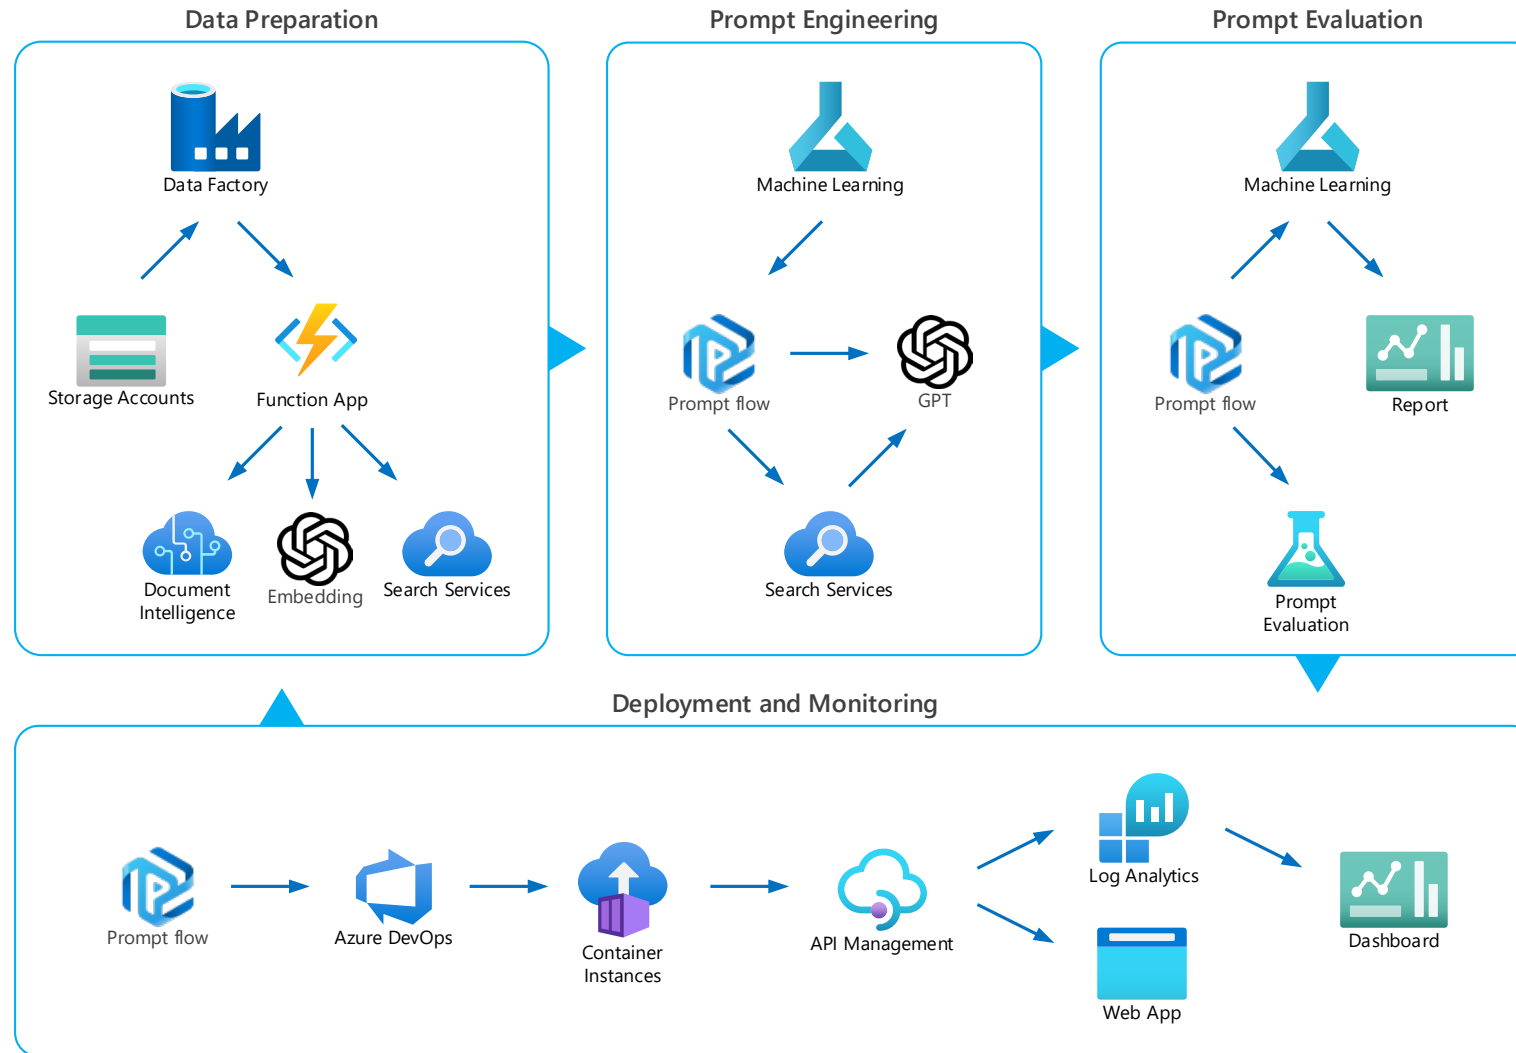 Data Preparation
Prompt Engineering
Prompt Evaluation
Data Factory
Storage Accounts
Function App
Document
Intelligence
Embedding
Search Services
Machine Learning
Prompt flow
GPT
Search Services
Machine Learning
Prompt flow
Report
Prompt
Evaluation
Deployment and Monitoring
Prompt flow
Azure DevOps
Container
Instances
API Management
Log Analytics
Web App
Dashboard